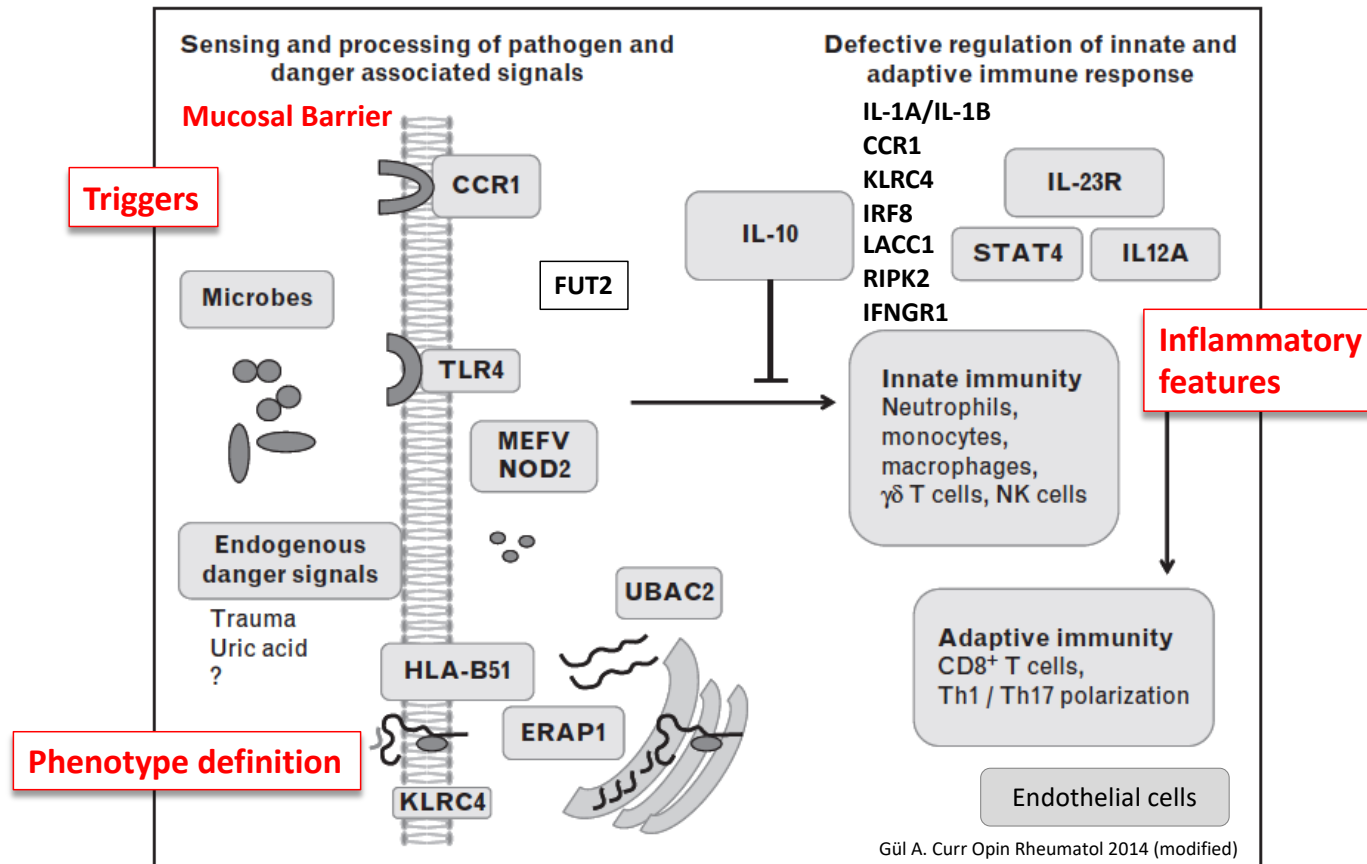 Sensing and processing of pathogen and
danger associated signals
Mucosal Barrier
Triggers
CCR1
FUT2
Microbes
TLR4
MEFV
NOD2
Endogenous
danger signals
Trauma
Uric acid
?
UBAC2
HLA-B51
ERAP1
Phenotype definition
KLRC4
Defective regulation of innate and
adaptive immune response
IL-1A/IL-1B
CCR1
KLRC4
IRF8
LACC1
RIPK2
IFNGR1
IL-10
IL-23R
STAT4
IL12A
Inflammatory
features
Innate immunity
Neutrophils,
monocytes,
macrophages,
γδ T cells, NK cells
Adaptive immunity
CD8⁺ T cells,
Th1 / Th17 polarization
Endothelial cells
Gül A. Curr Opin Rheumatol 2014 (modified)